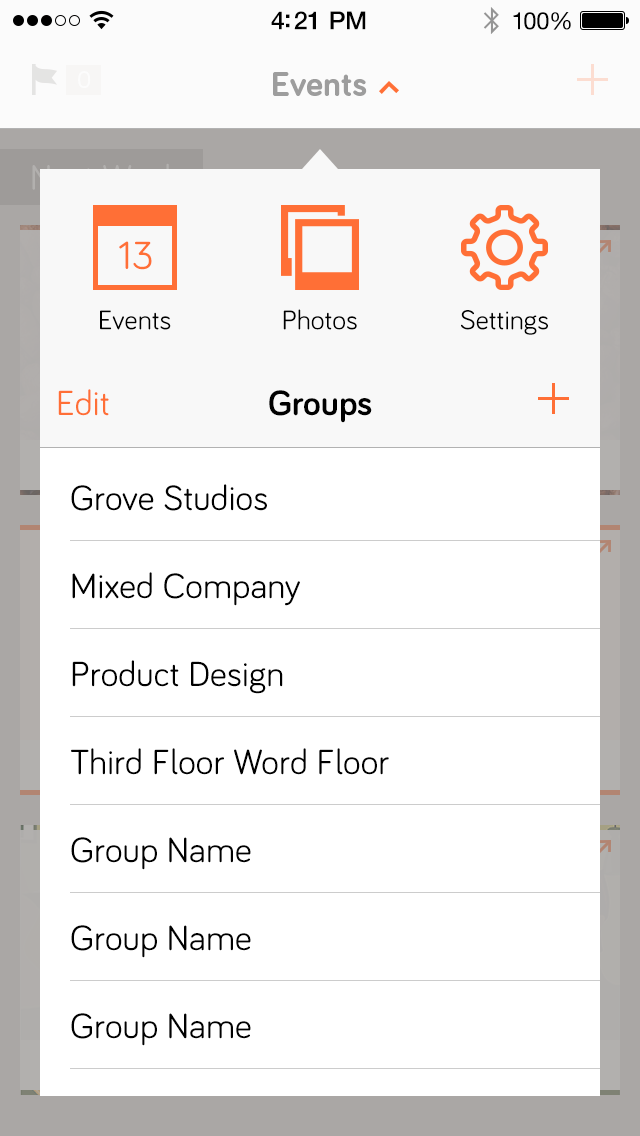 4:21 PM 100%
0 Events
13
Events Photos Settings
Edit Groups
Grove Studios
Mixed Company
Product Design
Third Floor Word Floor
Group Name
Group Name
Group Name